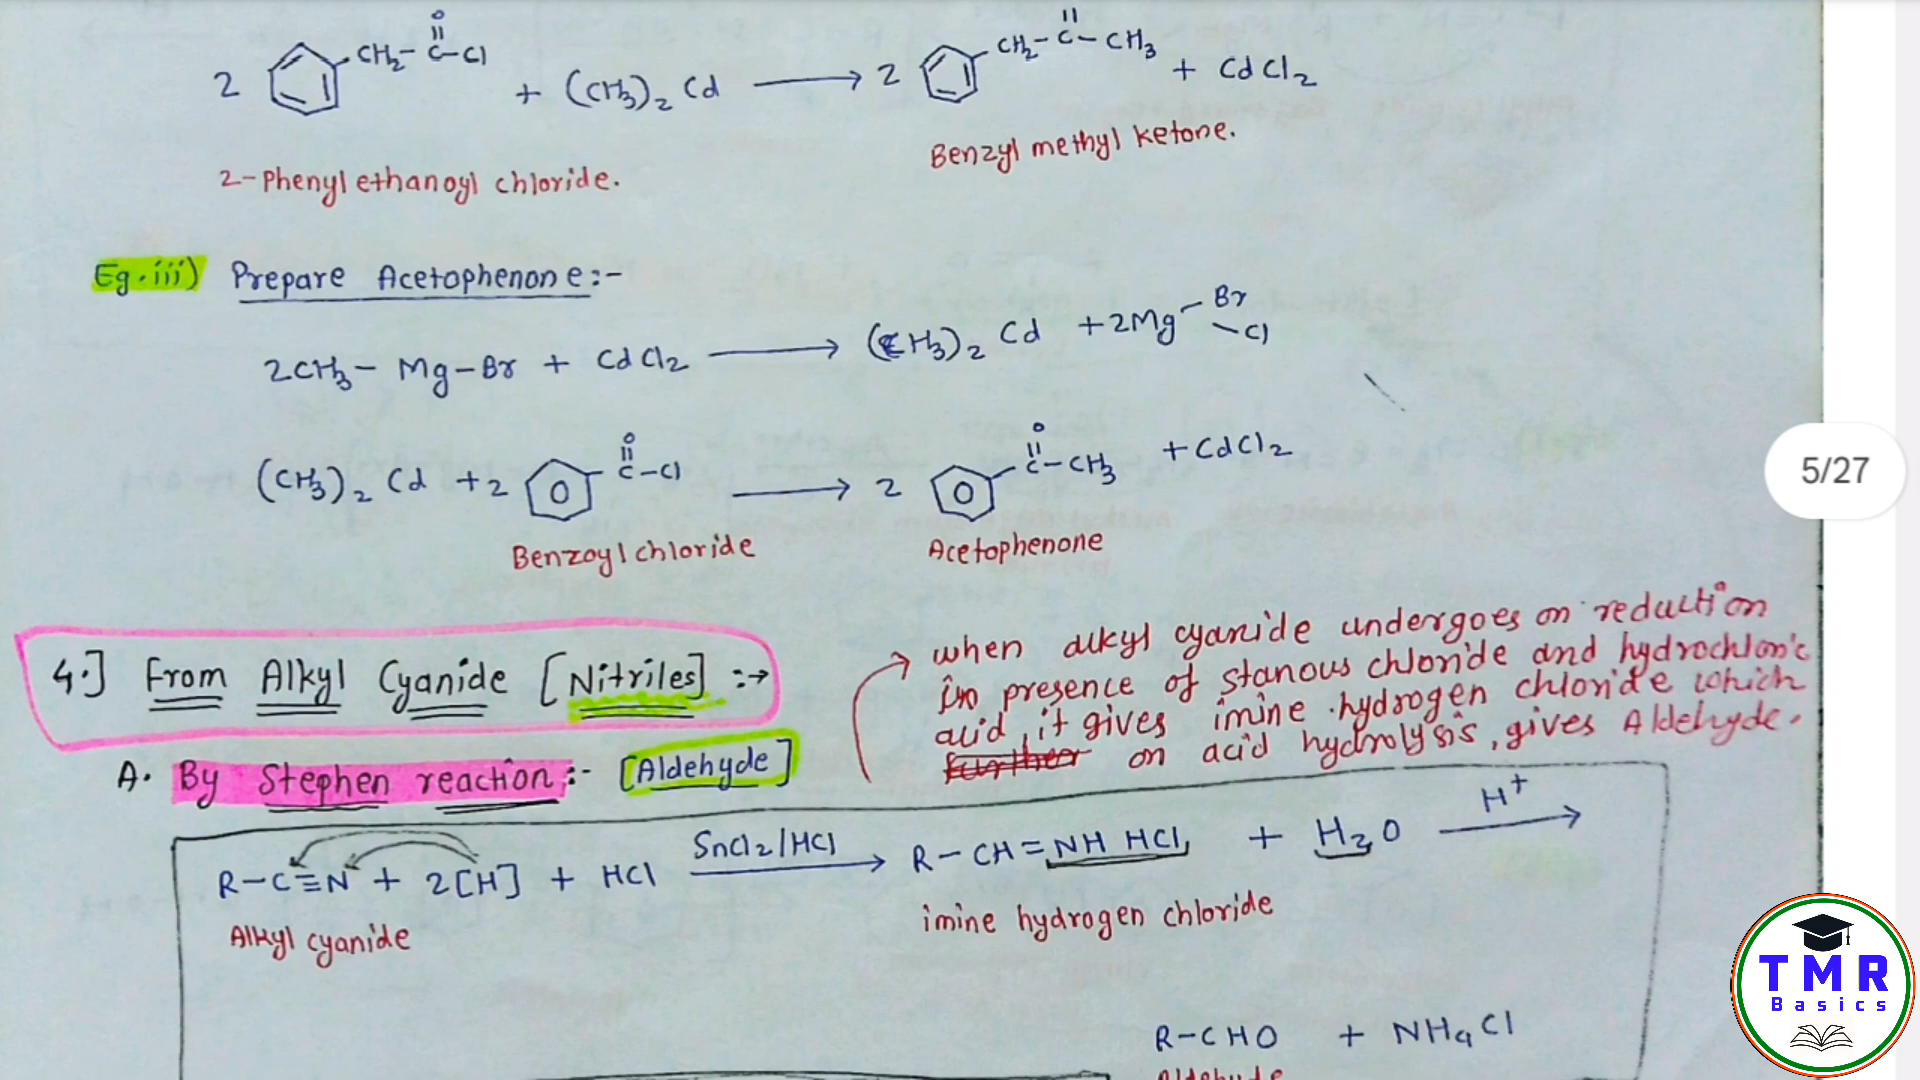 O
2 CH2-C-Cl + (CH3)2 Cd ⟶ 2 CH2-C-CH3 + CdCl2
2-Phenyl ethanoyl chloride.
Benzyl methyl ketone.
Eg.iii) Prepare Acetophenone:-
2CH3- Mg-Br + CdCl2 ⟶ (CH3)2 Cd +2Mg Br Cl
(CH3)2 Cd +2 O C-Cl ⟶ 2 O C-CH3 +CdCl2
O O
Benzoyl chloride
Acetophenone
5/27
4.] From Alkyl Cyanide [Nitriles] :→
when alkyl cyanide undergoes on reduction
in presence of stanous chloride and hydrochloric
acid, it gives imine hydrogen chloride which
further on acid hydrolysis, gives Aldehyde.
A. By Stephen reaction:- [Aldehyde]
R-C≡N + 2[H] + HCl SnCl2/HCl ⟶ R-CH=NH HCl + H2O H+ ⟶
Alkyl cyanide
imine hydrogen chloride
R-CHO + NH4Cl
Aldehyde
TMR
Basics